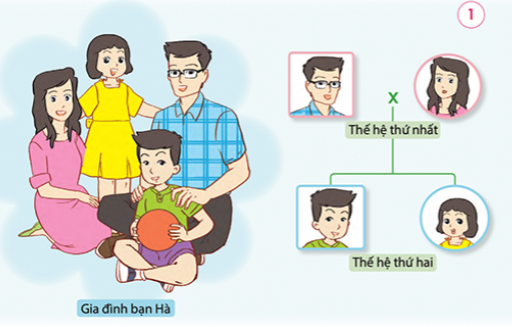 1
X
Thế hệ thứ nhất
Thế hệ thứ hai
Gia đình bạn Hà